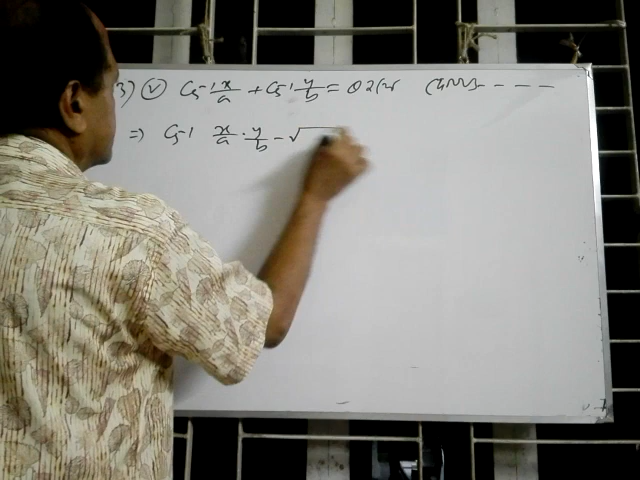 3) (v) Cos-1 x/a + Cos-1 y/b = θ হলে - - - -
=> Cos-1 x/a · y/b - √